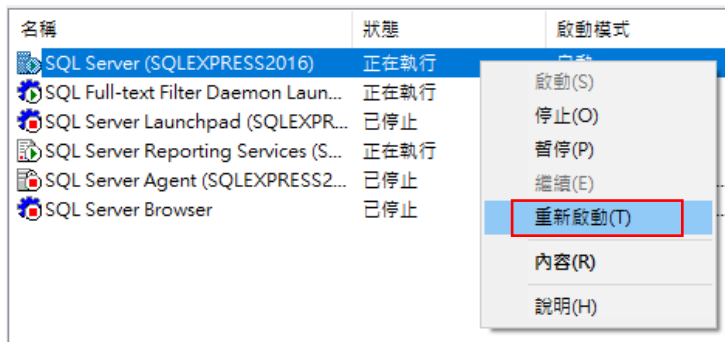 名稱 狀態 啟動模式
SQL Server (SQLEXPRESS2016) 正在執行
啟動(S)
SQL Full-text Filter Daemon Laun... 正在執行
停止(O)
SQL Server Launchpad (SQLEXPR... 已停止
暫停(P)
SQL Server Reporting Services (S... 正在執行
繼續(E)
SQL Server Agent (SQLEXPRESS2... 已停止
重新啟動(T)
SQL Server Browser 已停止
內容(R)
說明(H)